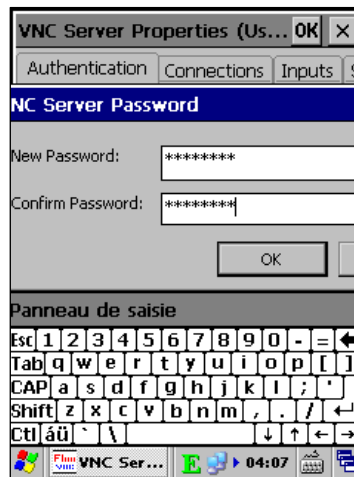 VNC Server Properties (Us... OK ×
Authentication Connections Inputs
NC Server Password
New Password: ********
Confirm Password: ********
OK
Panneau de saisie
Esc 1 2 3 4 5 6 7 8 9 0 - =
Tab q w e r t y u i o p [ ]
CAP a s d f g h j k l ; '
Shift z x c v b n m , . /
Ctl áü ` \
VNC Ser... E 04:07